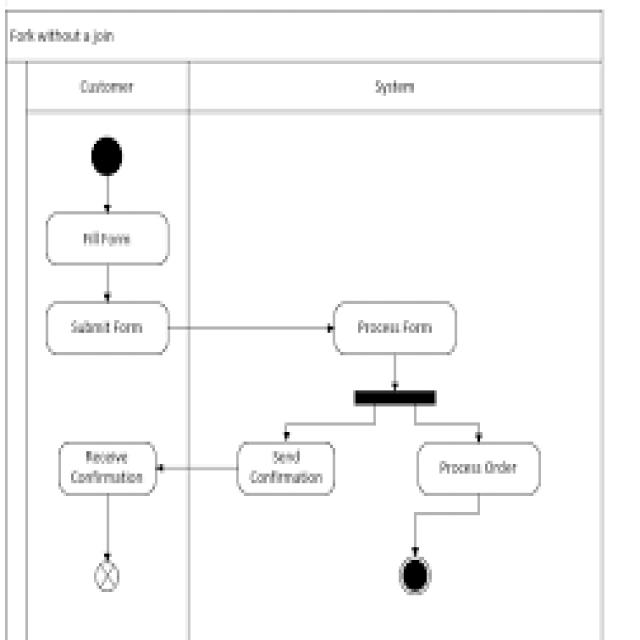 Fork without a join
Customer
System
Fill Form
Submit Form
Process Form
Receive
Confirmation
Send
Confirmation
Process Order